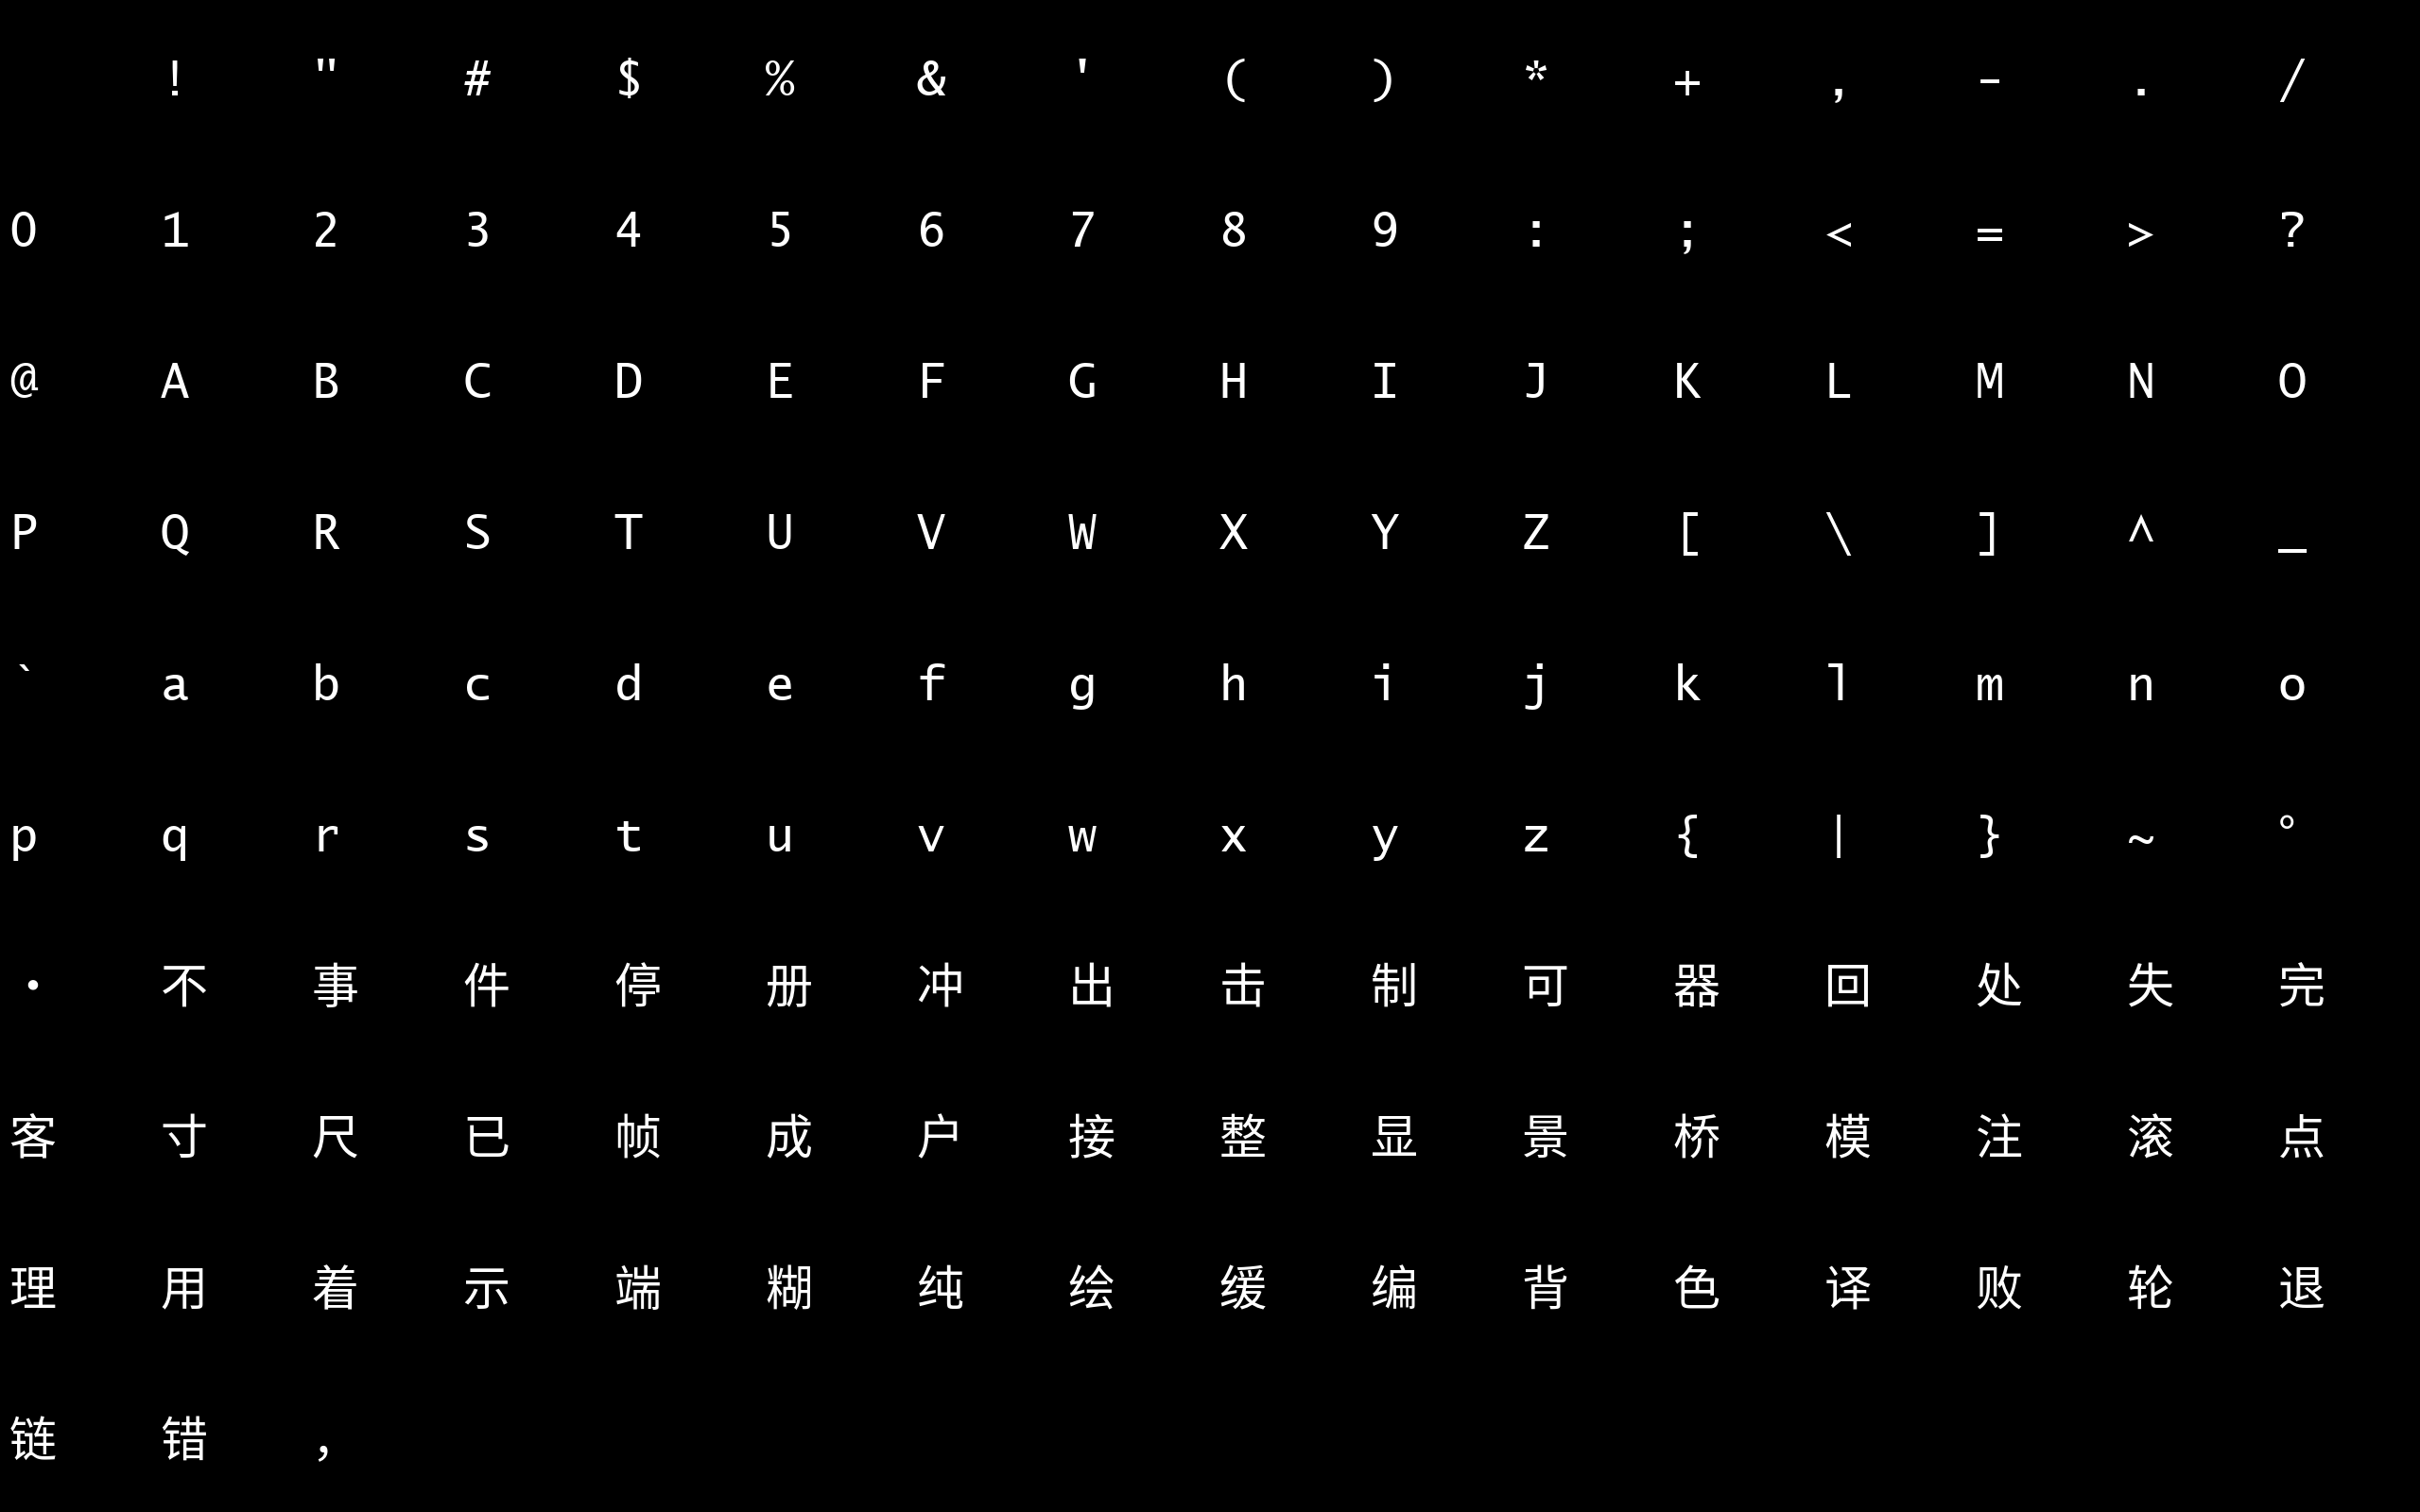 ! " # $ % & ' ( ) * + , - . /
0 1 2 3 4 5 6 7 8 9 : ; < = > ?
@ A B C D E F G H I J K L M N O
P Q R S T U V W X Y Z [ \ ] ^ _
` a b c d e f g h i j k l m n o
p q r s t u v w x y z { | } ~ °
· 不 事 件 停 册 冲 出 击 制 可 器 回 处 失 完
客 寸 尺 已 帧 成 户 接 整 显 景 桥 模 注 滚 点
理 用 着 示 端 糊 纯 绘 缓 编 背 色 译 败 轮 退
链 错 ，